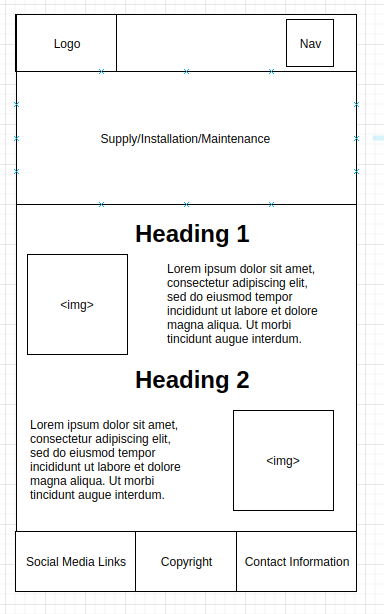 Logo
Nav
Supply/Installation/Maintenance
Heading 1
<img>
Lorem ipsum dolor sit amet,
consectetur adipiscing elit,
sed do eiusmod tempor
incididunt ut labore et dolore
magna aliqua. Ut morbi
tincidunt augue interdum.
Heading 2
Lorem ipsum dolor sit amet,
consectetur adipiscing elit,
sed do eiusmod tempor
incididunt ut labore et dolore
magna aliqua. Ut morbi
tincidunt augue interdum.
<img>
Social Media Links
Copyright
Contact Information